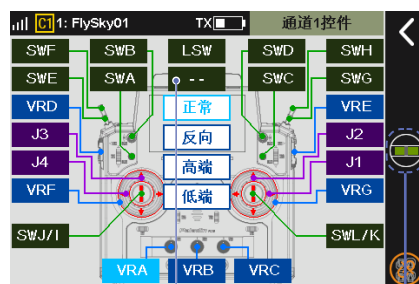 C1 1: FlySky01 TX 通道1控件
SWF SWB LSW SWD SWH
SWE SWA -- SWC SWG
VRD 正常 VRE
J3 反向 J2
J4 高端 J1
VRF 低端 VRG
SWJ/I SWL/K
VRA VRB VRC